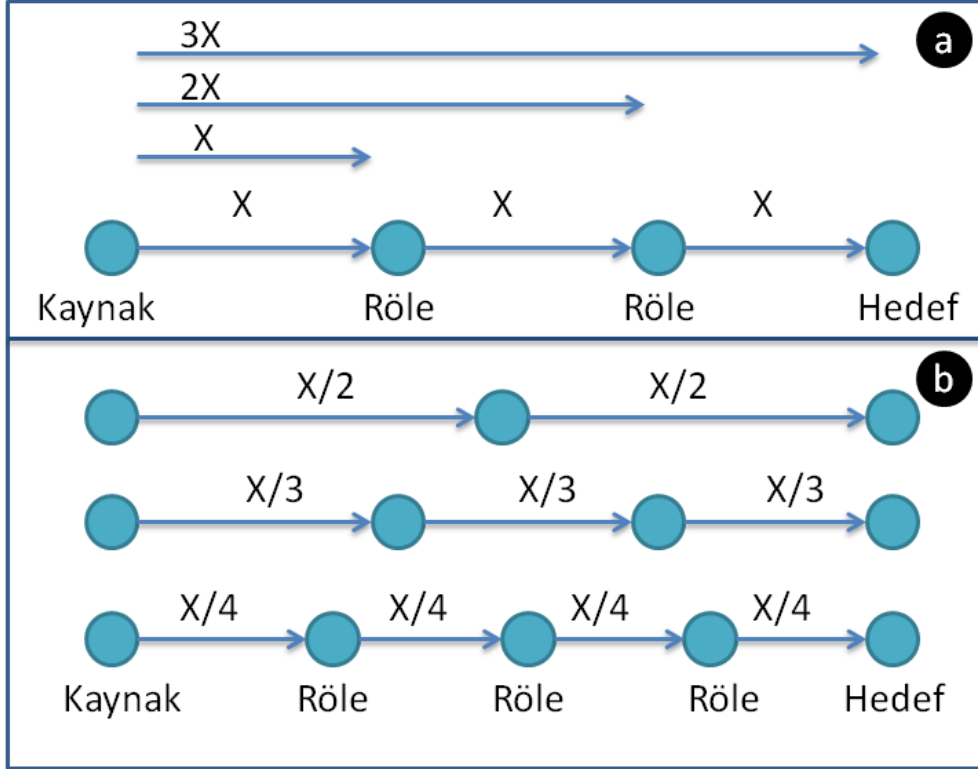 a
3X
2X
X
X X X
Kaynak Röle Röle Hedef
b
X/2 X/2
X/3 X/3 X/3
X/4 X/4 X/4 X/4
Kaynak Röle Röle Röle Hedef